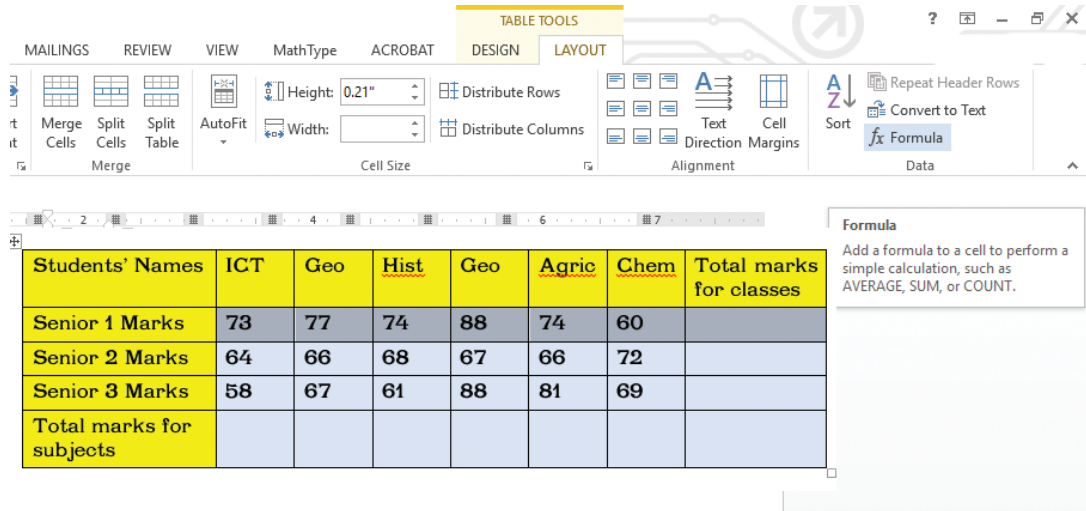 TABLE TOOLS
?
MAILINGS REVIEW VIEW MathType ACROBAT DESIGN LAYOUT
Merge Cells
Split Cells
Split Table
AutoFit
Height: 0.21"
Width:
Distribute Rows
Distribute Columns
Text Direction
Cell Margins
A Z
Sort
Repeat Header Rows
Convert to Text
fx Formula
Merge Cell Size Alignment Data
2 4 6 7
Formula
Add a formula to a cell to perform a
simple calculation, such as
AVERAGE, SUM, or COUNT.
Students' Names ICT Geo Hist Geo Agric Chem Total marks
for classes
Senior 1 Marks 73 77 74 88 74 60
Senior 2 Marks 64 66 68 67 66 72
Senior 3 Marks 58 67 61 88 81 69
Total marks for
subjects